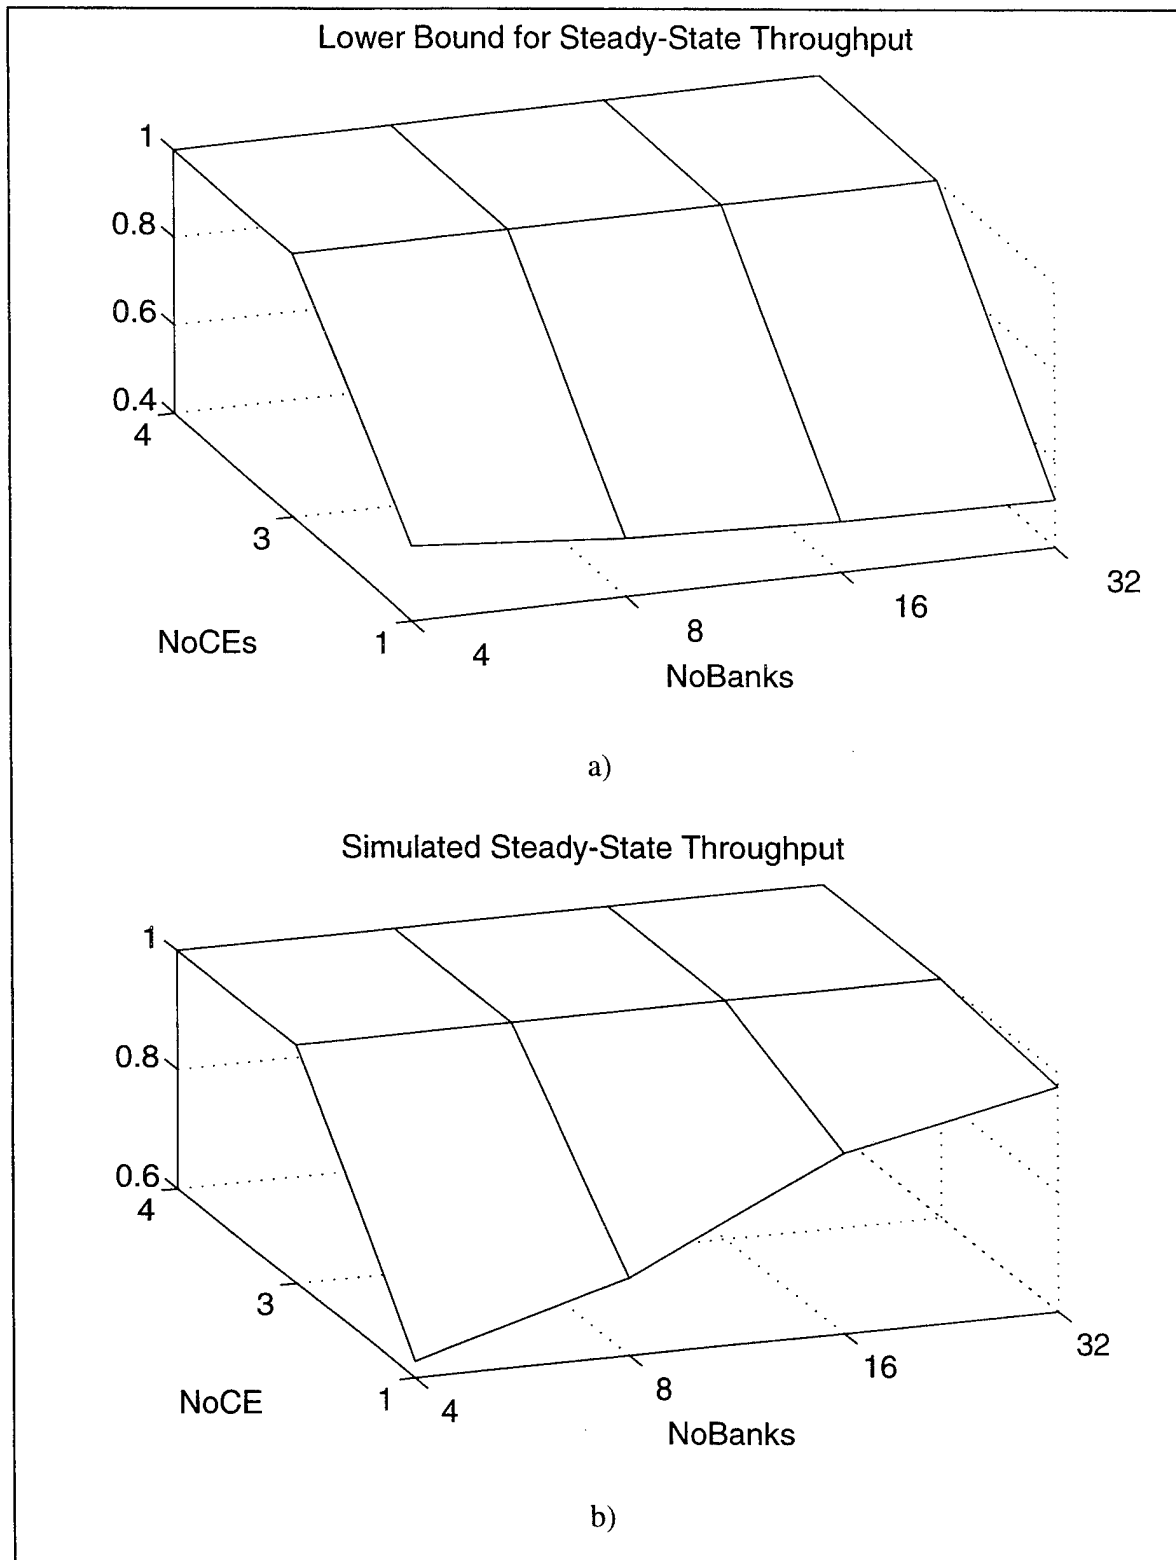 Lower Bound for Steady-State Throughput
1
0.8
0.6
0.4
4
3
1
NoCEs
4
8
16
32
NoBanks
a)
Simulated Steady-State Throughput
1
0.8
0.6
4
3
1
NoCE
4
8
16
32
NoBanks
b)